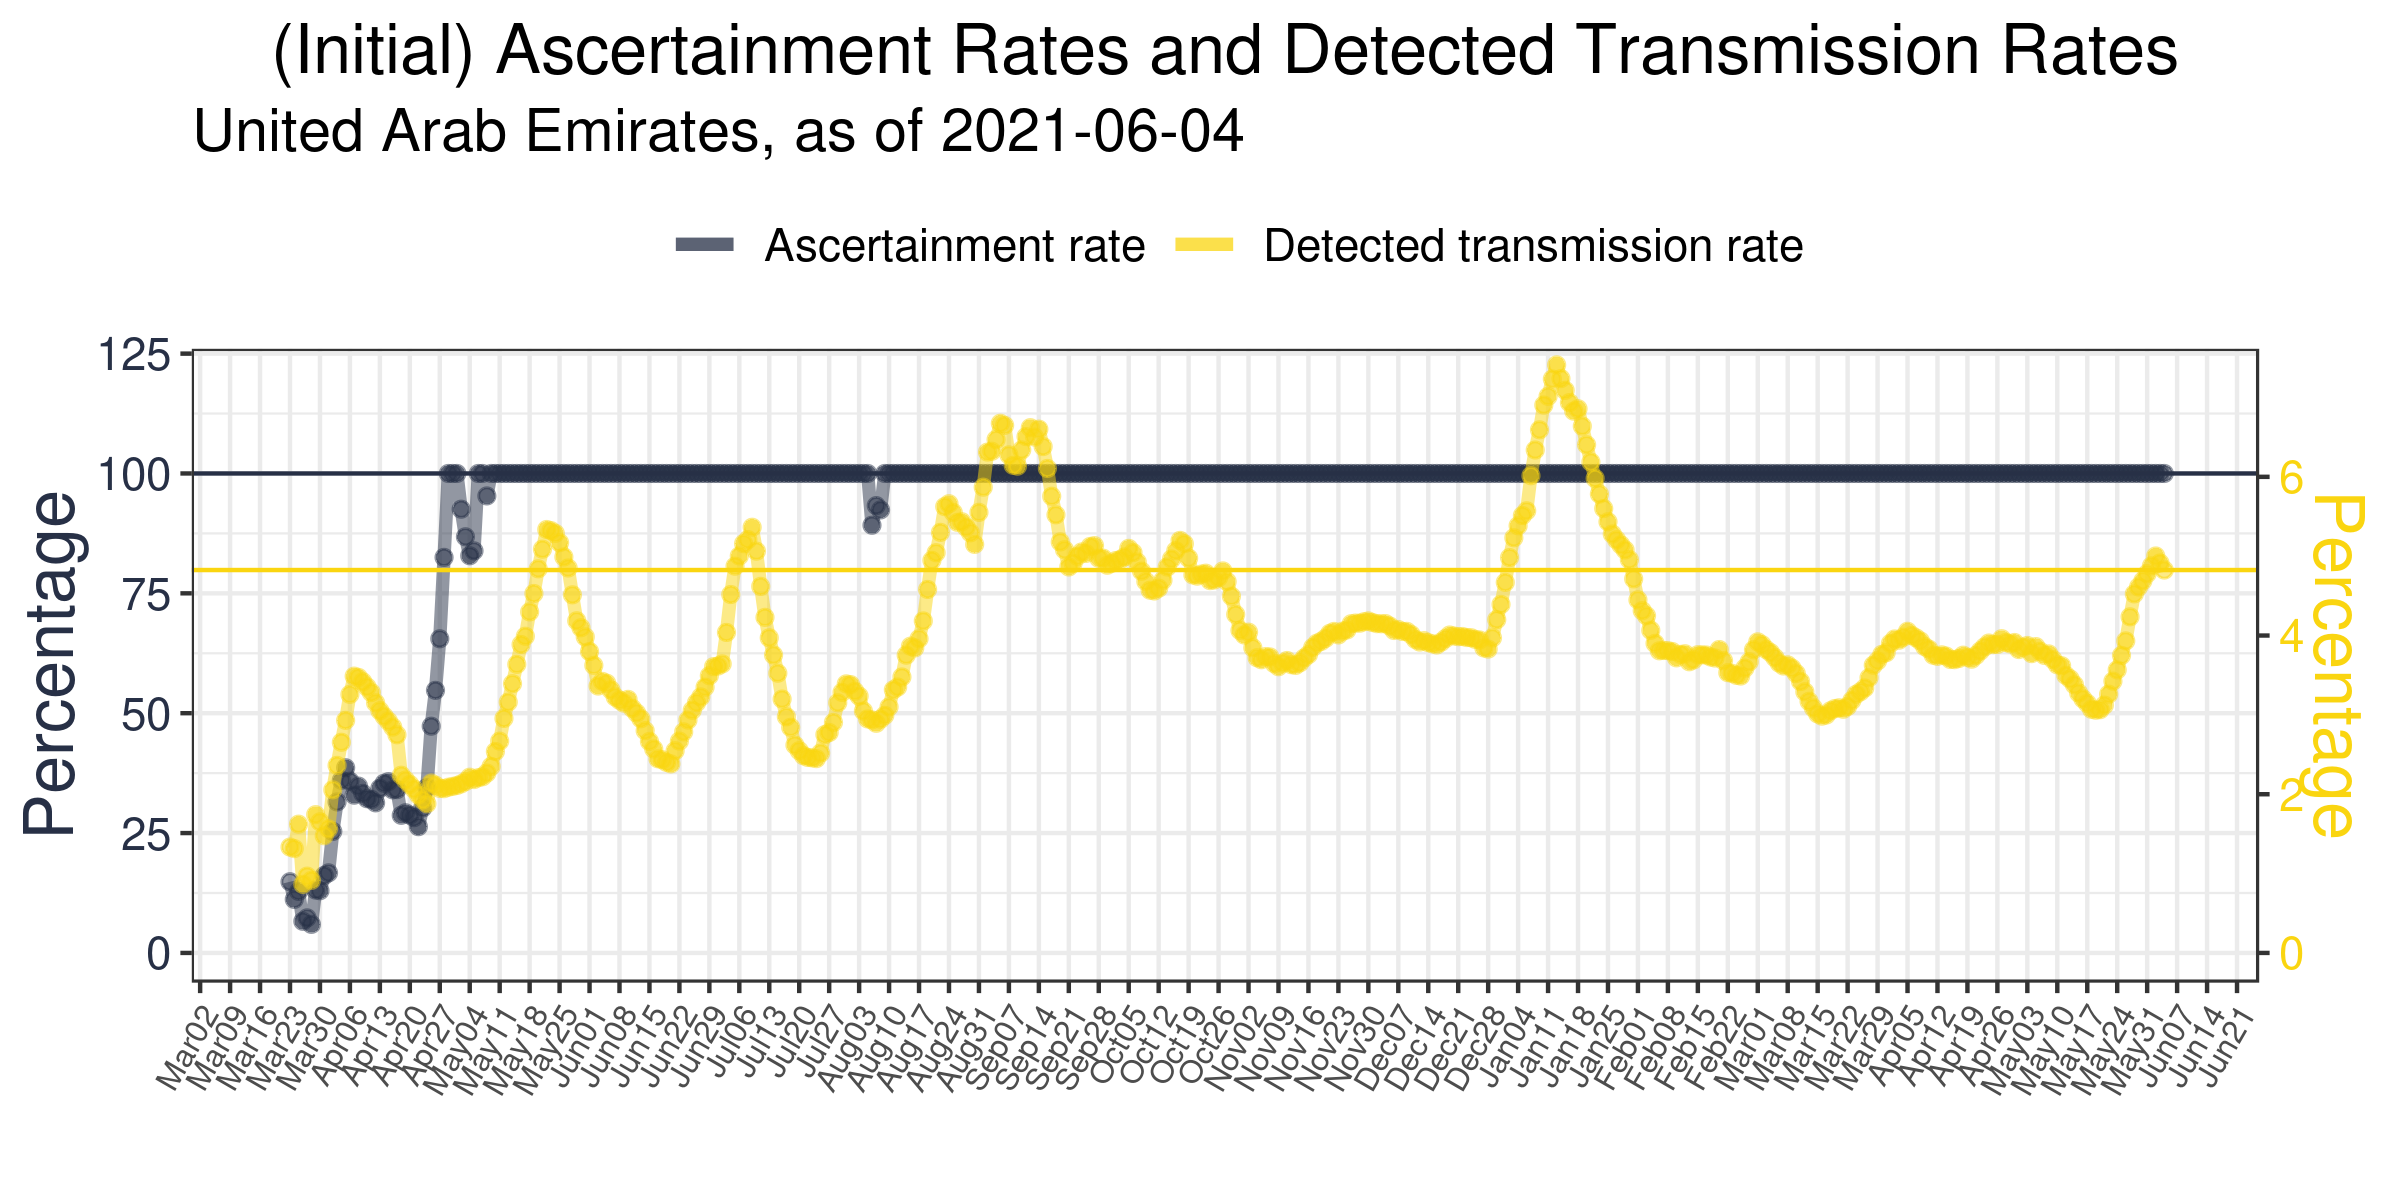 (Initial) Ascertainment Rates and Detected Transmission Rates
United Arab Emirates, as of 2021-06-04
Ascertainment rate
Detected transmission rate
125
100
75
50
25
0
Percentage
6
4
2
0
Percentage
Mar02
Mar09
Mar16
Mar23
Mar30
Apr06
Apr13
Apr20
Apr27
May04
May11
May18
May25
Jun01
Jun08
Jun15
Jun22
Jun29
Jul06
Jul13
Jul20
Jul27
Aug03
Aug10
Aug17
Aug24
Aug31
Sep07
Sep14
Sep21
Sep28
Oct05
Oct12
Oct19
Oct26
Nov02
Nov09
Nov16
Nov23
Nov30
Dec07
Dec14
Dec21
Dec28
Jan04
Jan11
Jan18
Jan25
Feb01
Feb08
Feb15
Feb22
Mar01
Mar08
Mar15
Mar22
Mar29
Apr05
Apr12
Apr19
Apr26
May03
May10
May17
May24
May31
Jun07
Jun14
Jun21